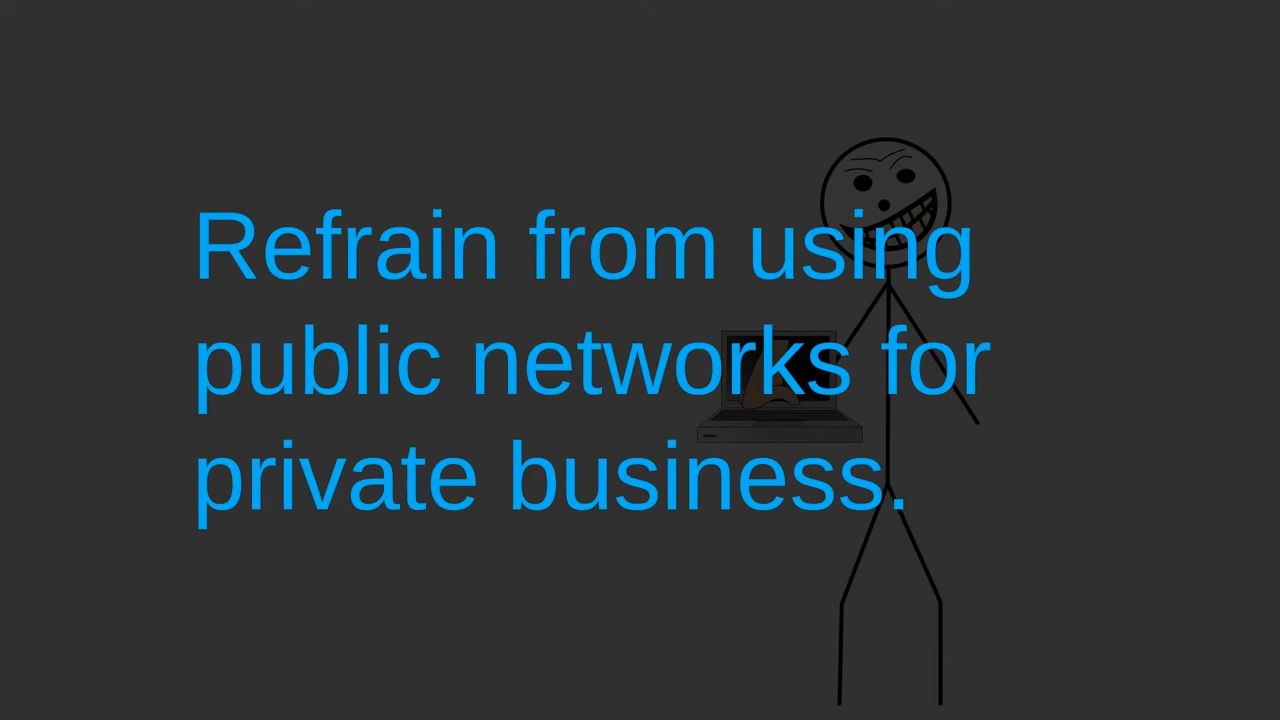 Refrain from using
public networks for
private business.